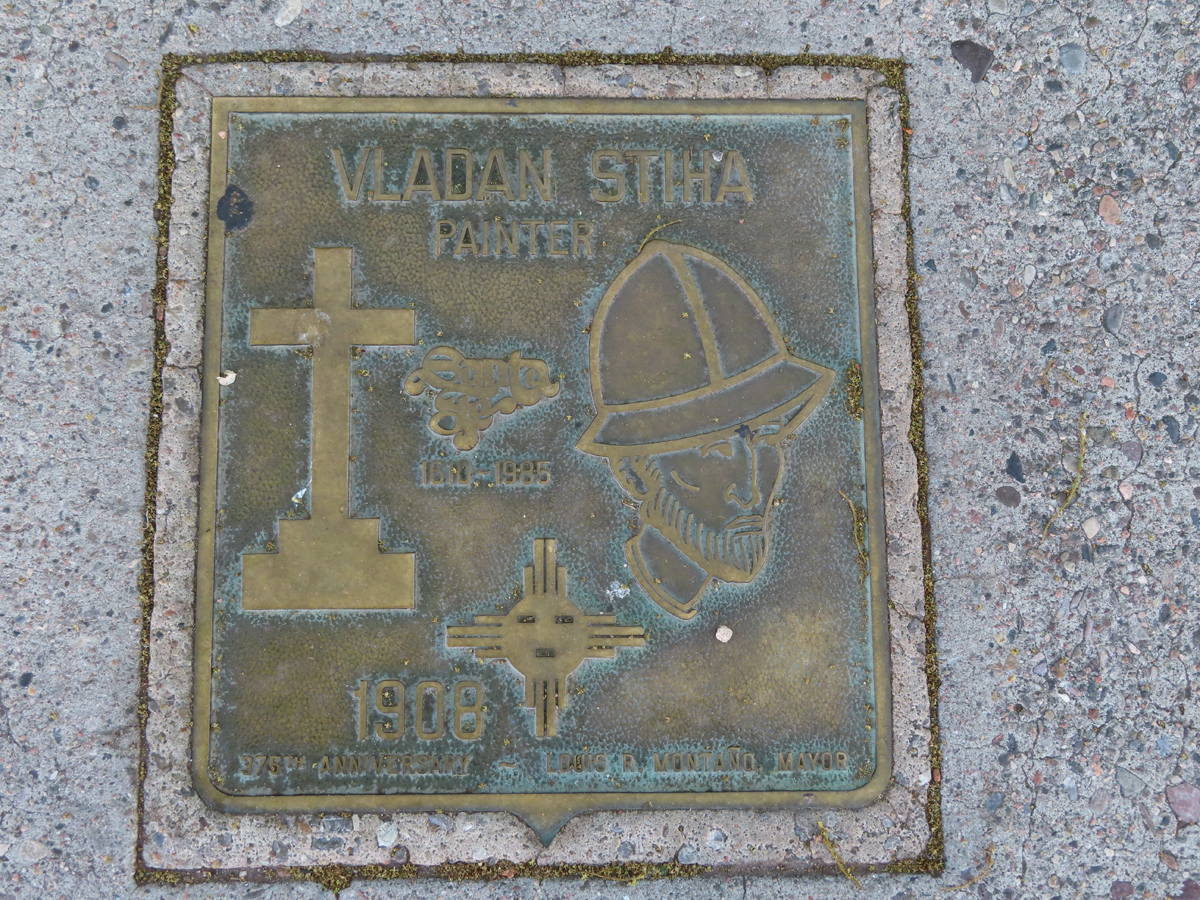 VLADAN STIHA
PAINTER
Santa
Fe
1610-1985
1908
375TH ANNIVERSARY - LOUIS R. MONTAÑO, MAYOR